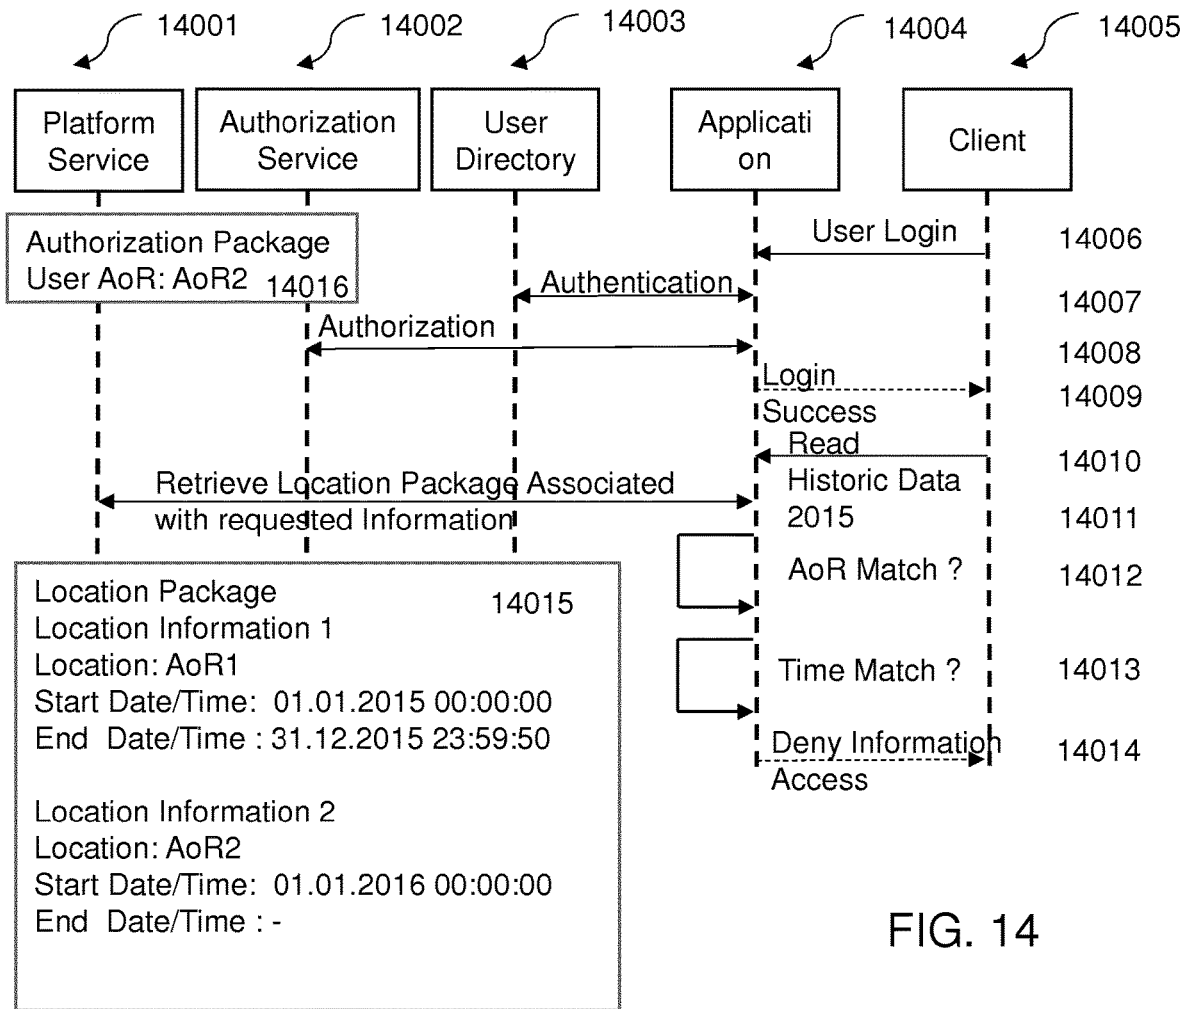 14001
14002
14003
14004
14005
Platform
Service
Authorization
Service
User
Directory
Applicati
on
Client
Authorization Package
User AoR: AoR2
14016
User Login
14006
Authentication
14007
Authorization
14008
Login
Success
14009
Read
Historic Data
2015
14010
Retrieve Location Package Associated
with requested Information
14011
AoR Match ?
14012
Time Match ?
14013
Deny Information
Access
14014
Location Package
14015
Location Information 1
Location: AoR1
Start Date/Time: 01.01.2015 00:00:00
End Date/Time : 31.12.2015 23:59:50
Location Information 2
Location: AoR2
Start Date/Time: 01.01.2016 00:00:00
End Date/Time : -
FIG. 14